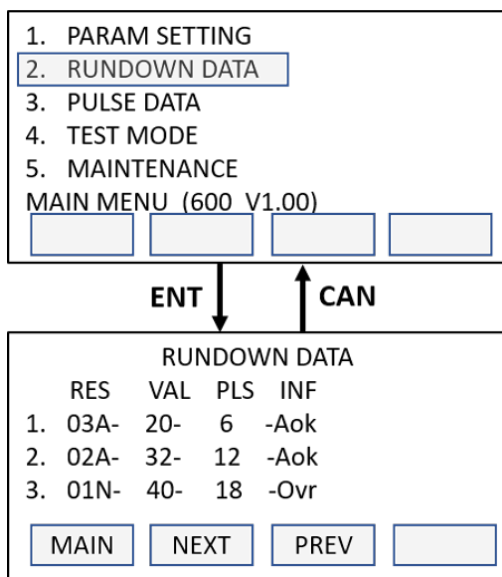 1. PARAM SETTING
2. RUNDOWN DATA
3. PULSE DATA
4. TEST MODE
5. MAINTENANCE
MAIN MENU (600 V1.00)
ENT CAN
RUNDOWN DATA
RES VAL PLS INF
1. 03A- 20- 6 -Aok
2. 02A- 32- 12 -Aok
3. 01N- 40- 18 -Ovr
MAIN NEXT PREV